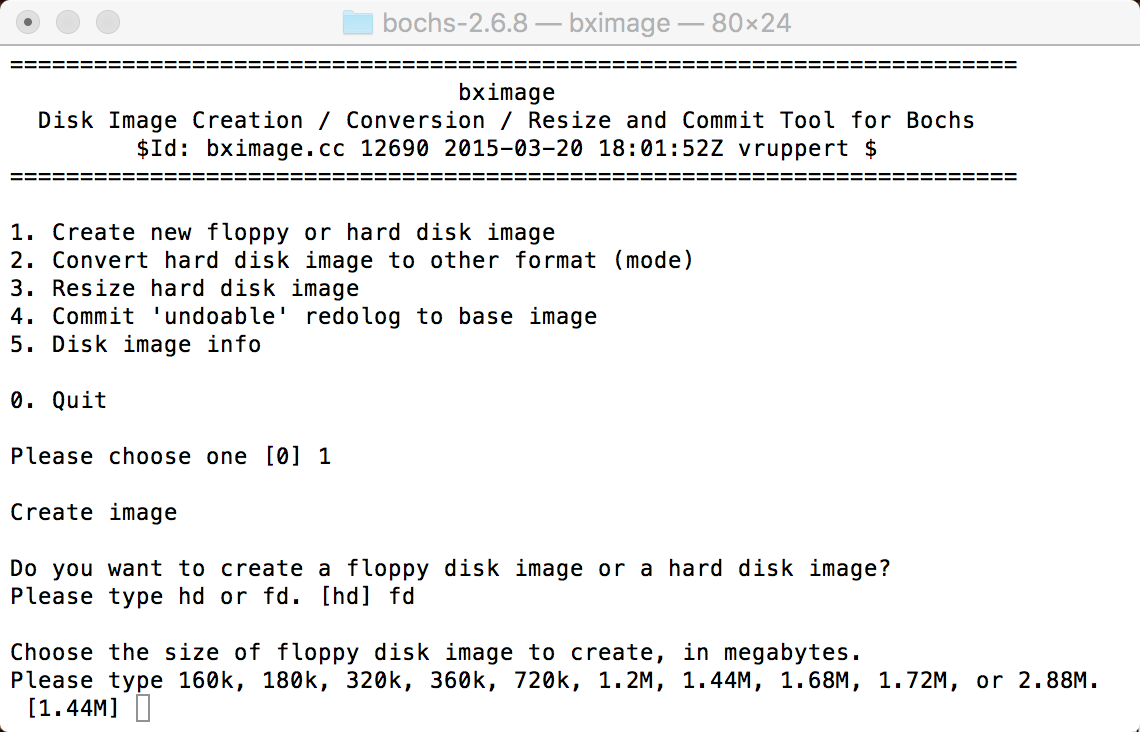 bochs-2.6.8 — bximage — 80×24
========================================================================
bximage
Disk Image Creation / Conversion / Resize and Commit Tool for Bochs
$Id: bximage.cc 12690 2015-03-20 18:01:52Z vruppert $
========================================================================
1. Create new floppy or hard disk image
2. Convert hard disk image to other format (mode)
3. Resize hard disk image
4. Commit 'undoable' redolog to base image
5. Disk image info
0. Quit
Please choose one [0] 1
Create image
Do you want to create a floppy disk image or a hard disk image?
Please type hd or fd. [hd] fd
Choose the size of floppy disk image to create, in megabytes.
Please type 160k, 180k, 320k, 360k, 720k, 1.2M, 1.44M, 1.68M, 1.72M, or 2.88M.
[1.44M]